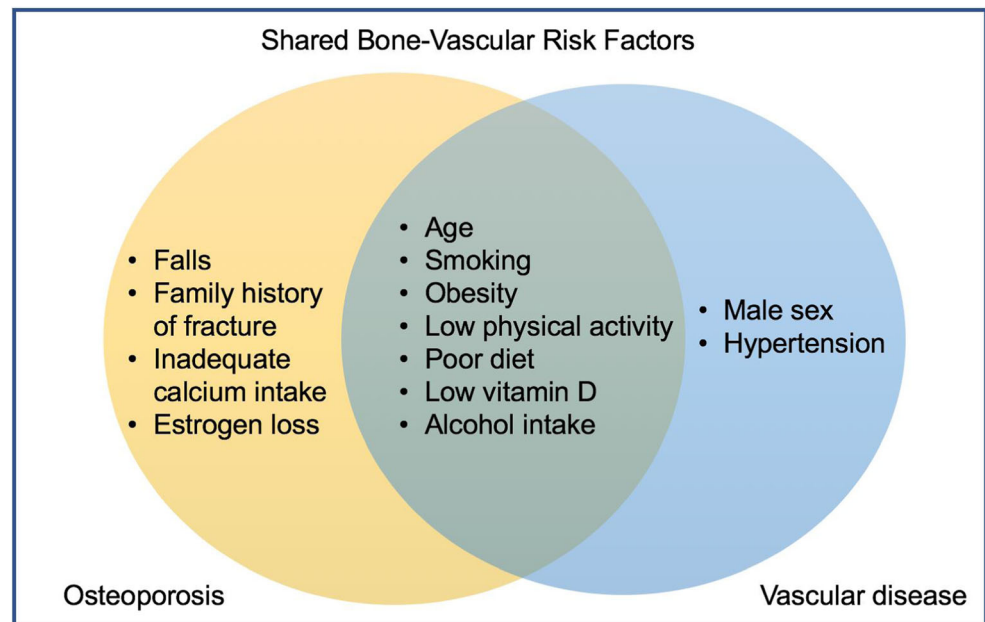 Shared Bone-Vascular Risk Factors
• Falls
• Family history
of fracture
• Inadequate
calcium intake
• Estrogen loss
• Age
• Smoking
• Obesity
• Low physical activity
• Poor diet
• Low vitamin D
• Alcohol intake
• Male sex
• Hypertension
Osteoporosis
Vascular disease